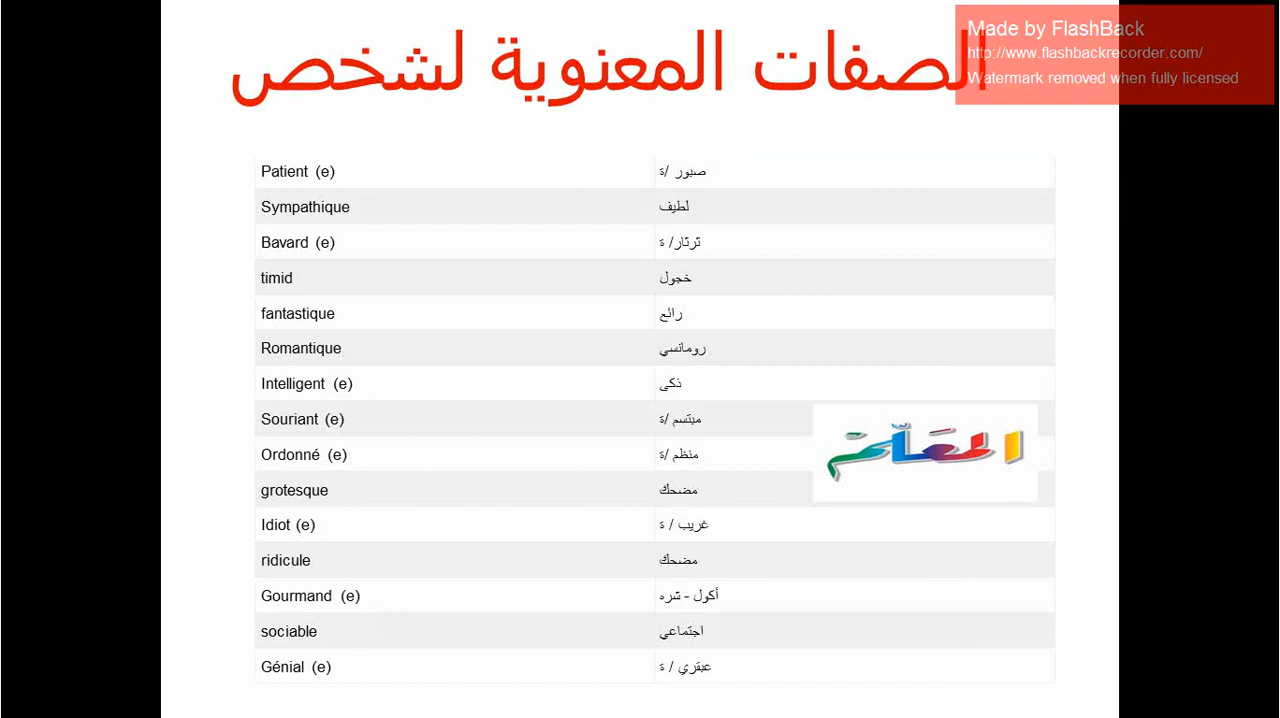 الصفات المعنوية لشخص
Made by FlashBack
http://www.flashbackrecorder.com/
Watermark removed when fully licensed
Patient (e) صبور /ة
Sympathique لطيف
Bavard (e) ثرثار/ ة
timid خجول
fantastique رائع
Romantique رومانسي
Intelligent (e) ذكى
Souriant (e) مبتسم /ة
Ordonné (e) منظم /ة
المعلم
grotesque مضحك
Idiot (e) غريب / ة
ridicule مضحك
Gourmand (e) أكول - شره
sociable اجتماعي
Génial (e) عبقري / ة